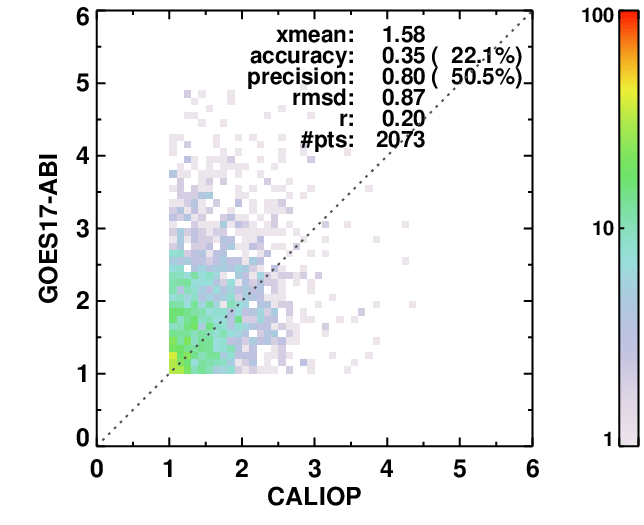 xmean: 1.58
accuracy: 0.35 ( 22.1%)
precision: 0.80 ( 50.5%)
rmsd: 0.87
r: 0.20
#pts: 2073
6
5
4
3
2
1
0
GOES17-ABI
0 1 2 3 4 5 6
CALIOP
100
10
1